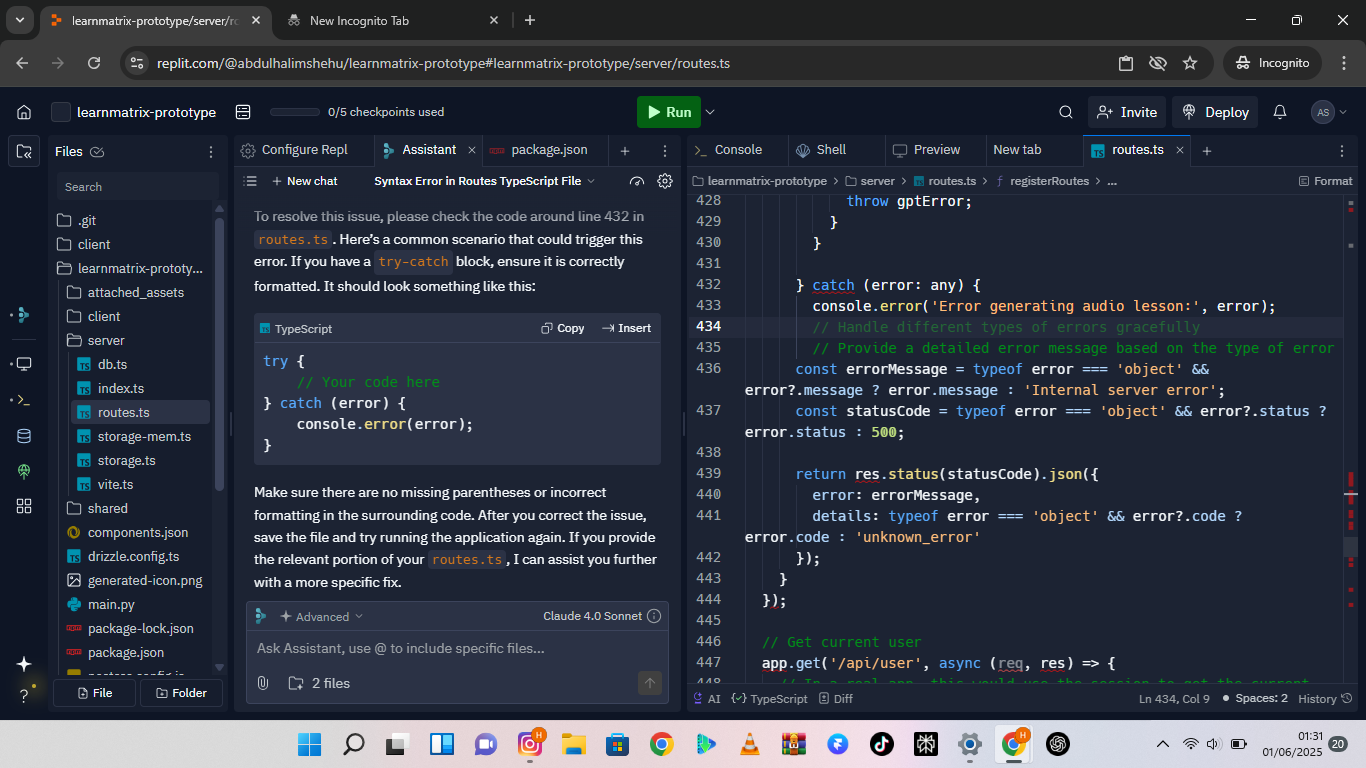 learnmatrix-prototype/server/ro
New Incognito Tab
replit.com/@abdulhalimshehu/learnmatrix-prototype#learnmatrix-prototype/server/routes.ts
Incognito
learnmatrix-prototype
0/5 checkpoints used
Run
Invite
Deploy
AS
Files
Search
.git
client
learnmatrix-prototy...
attached_assets
client
server
db.ts
index.ts
routes.ts
storage-mem.ts
storage.ts
vite.ts
shared
components.json
drizzle.config.ts
generated-icon.png
main.py
package-lock.json
package.json
File
Folder
Configure Repl
Assistant
package.json
New chat
Syntax Error in Routes TypeScript File
To resolve this issue, please check the code around line 432 in
routes.ts . Here's a common scenario that could trigger this
error. If you have a try-catch block, ensure it is correctly
formatted. It should look something like this:
TypeScript
Copy
Insert
try {
// Your code here
} catch (error) {
console.error(error);
}
Make sure there are no missing parentheses or incorrect
formatting in the surrounding code. After you correct the issue,
save the file and try running the application again. If you provide
the relevant portion of your routes.ts , I can assist you further
with a more specific fix.
Advanced
Claude 4.0 Sonnet
Ask Assistant, use @ to include specific files...
2 files
Console
Shell
Preview
New tab
routes.ts
learnmatrix-prototype > server > routes.ts > f registerRoutes > ...
Format
428 throw gptError;
429 }
430 }
431
432 } catch (error: any) {
433 console.error('Error generating audio lesson:', error);
434 // Handle different types of errors gracefully
435 // Provide a detailed error message based on the type of error
436 const errorMessage = typeof error === 'object' &&
error?.message ? error.message : 'Internal server error';
437 const statusCode = typeof error === 'object' && error?.status ?
error.status : 500;
438
439 return res.status(statusCode).json({
440 error: errorMessage,
441 details: typeof error === 'object' && error?.code ?
error.code : 'unknown_error'
442 });
443 }
444 });
445
446 // Get current user
447 app.get('/api/user', async (req, res) => {
448 // In a real app, this would use the session to get the current
AI
TypeScript
Diff
Ln 434, Col 9
Spaces: 2
History
H
H
01:31
01/06/2025
20